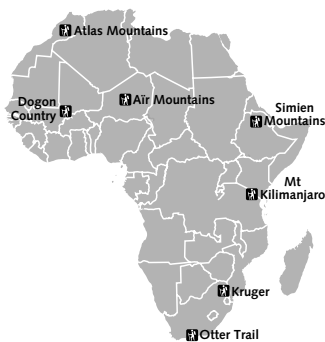 Atlas Mountains
Dogon
Country
Aïr Mountains
Simien
Mountains
Mt
Kilimanjaro
Kruger
Otter Trail